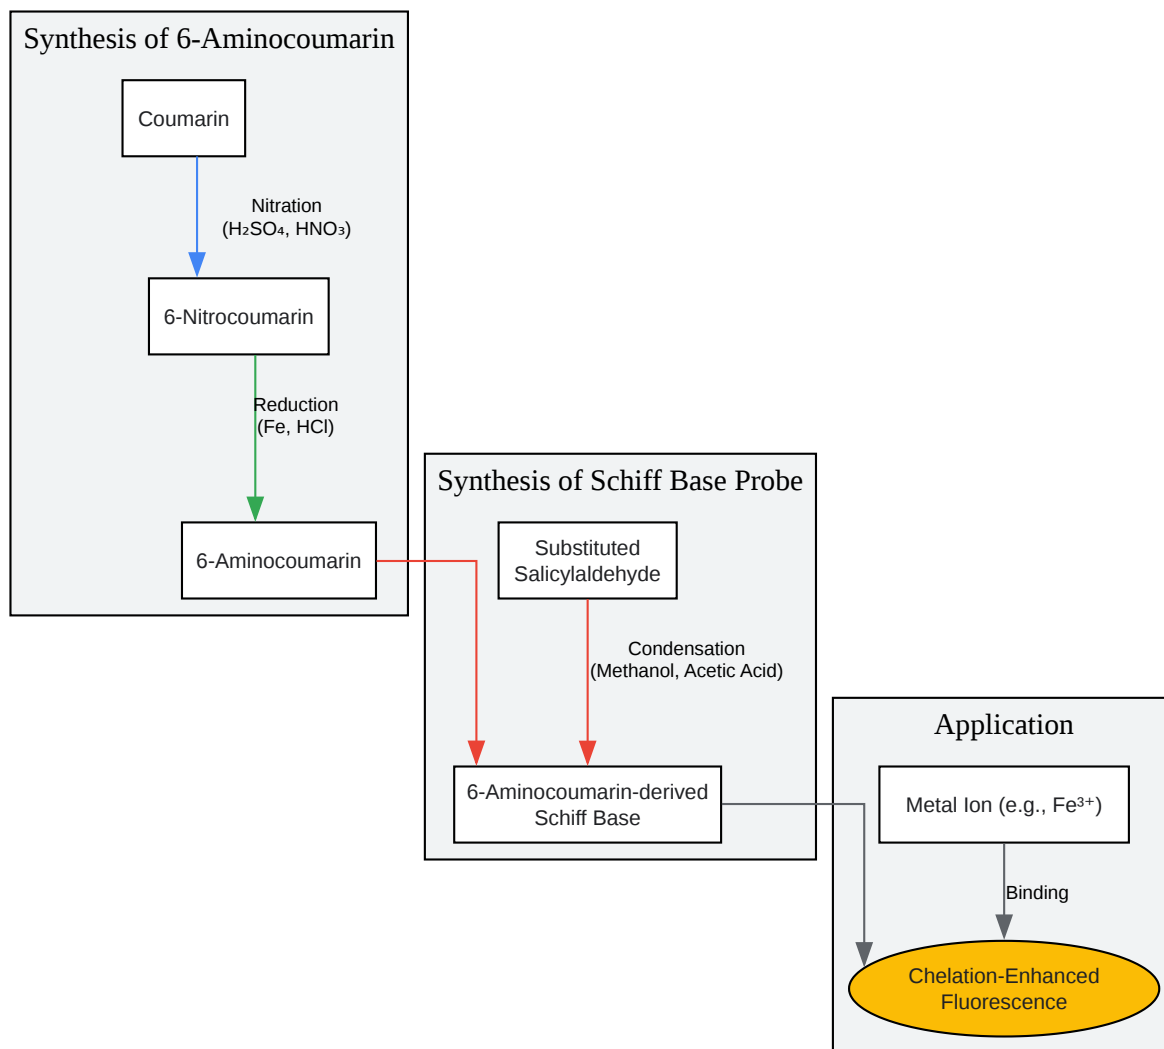 Synthesis of 6-Aminocoumarin
Coumarin
Nitration
(H₂SO₄, HNO₃)
6-Nitrocoumarin
Reduction
(Fe, HCl)
6-Aminocoumarin
Synthesis of Schiff Base Probe
Substituted
Salicylaldehyde
Condensation
(Methanol, Acetic Acid)
6-Aminocoumarin-derived
Schiff Base
Application
Metal Ion (e.g., Fe³⁺)
Binding
Chelation-Enhanced
Fluorescence